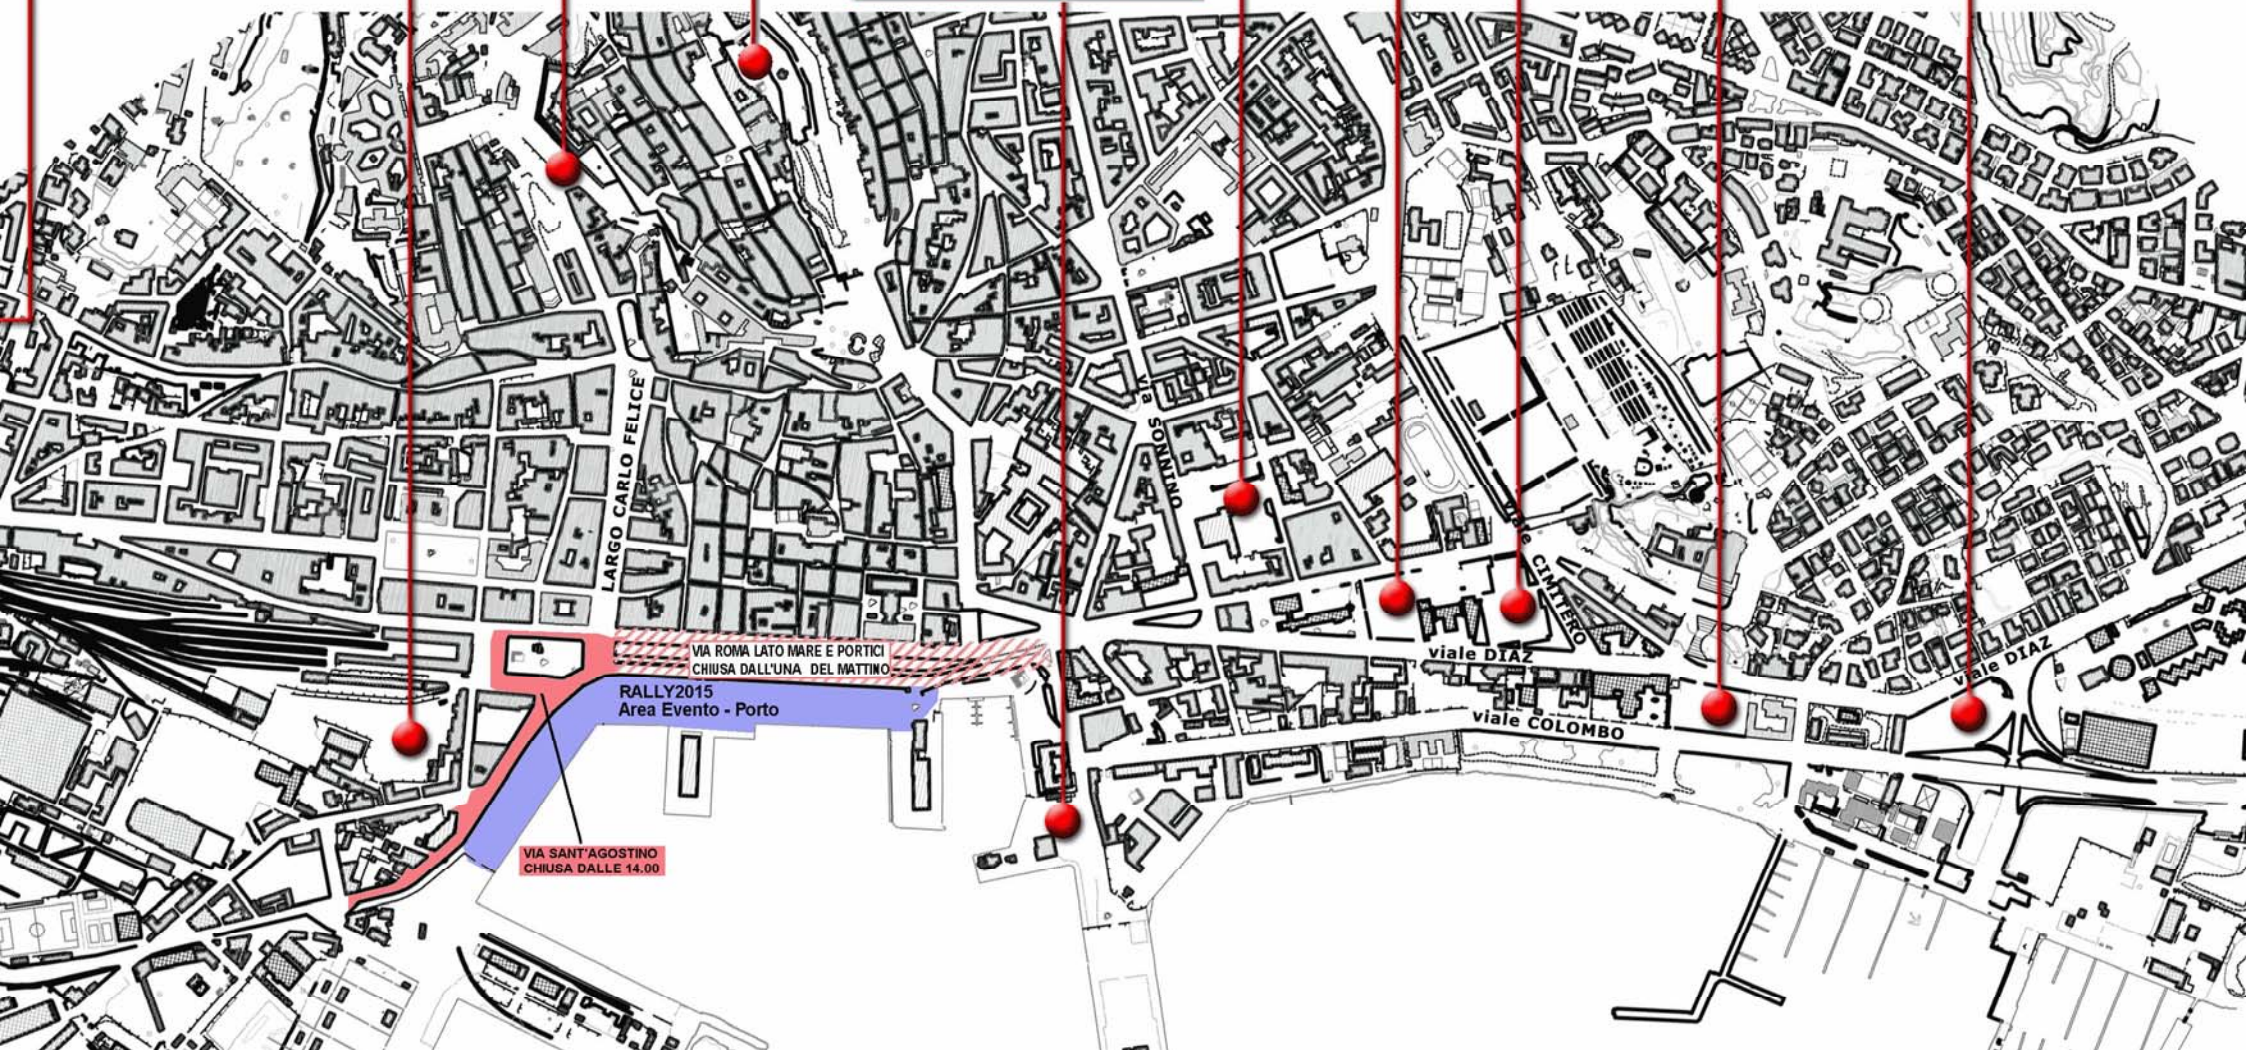 LARGO CARLO FELICE
Via SONNINO
VIA ROMA LATO MARE E PORTICI
CHIUSA DALL'UNA DEL MATTINO
RALLY2015
Area Evento - Porto
VIA SANT'AGOSTINO
CHIUSA DALLE 14.00
viale CIMITERO
viale DIAZ
viale COLOMBO
viale DIAZ